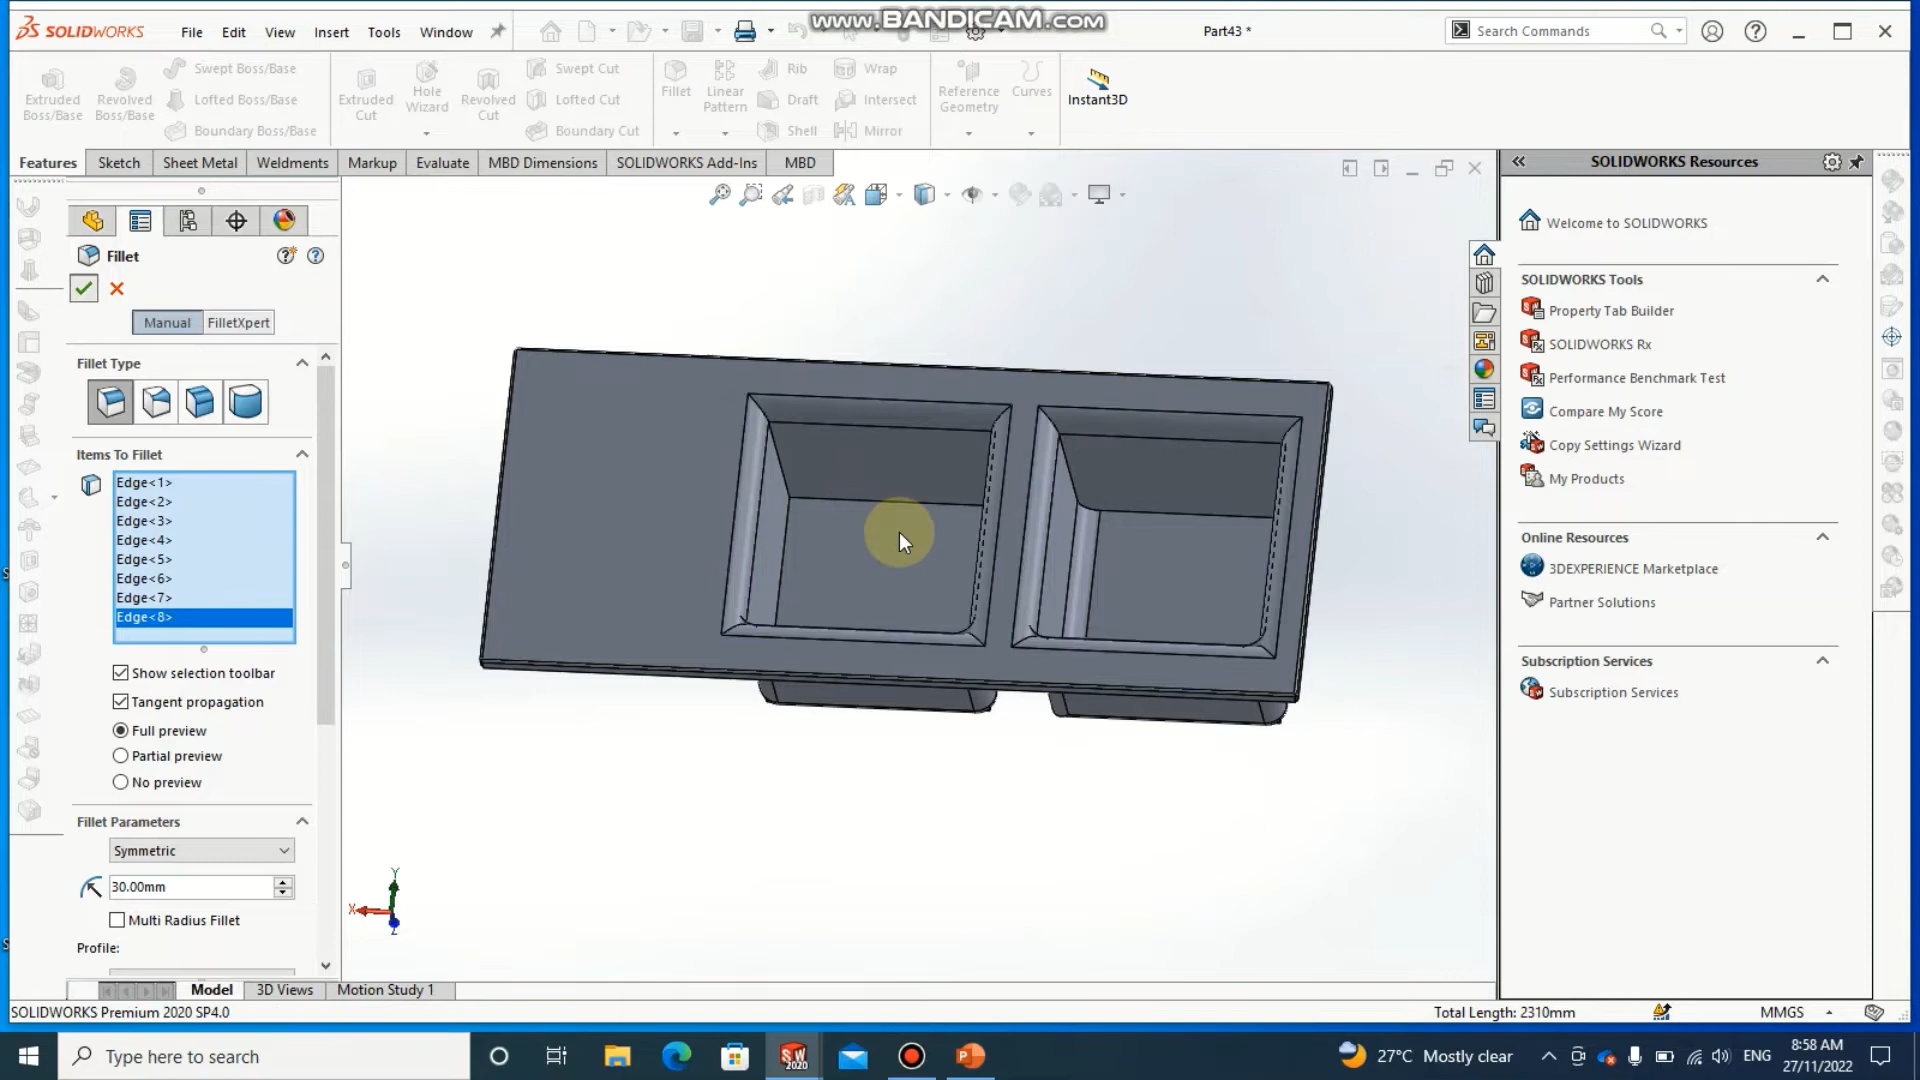 www.BANDICAM.com
SOLIDWORKS
File Edit View Insert Tools Window
Part43 *
Search Commands
Extruded Boss/Base
Revolved Boss/Base
Swept Boss/Base
Lofted Boss/Base
Boundary Boss/Base
Extruded Cut
Hole Wizard
Revolved Cut
Swept Cut
Lofted Cut
Boundary Cut
Fillet
Linear Pattern
Rib
Draft
Shell
Wrap
Intersect
Mirror
Reference Geometry
Curves
Instant3D
Features Sketch Sheet Metal Weldments Markup Evaluate MBD Dimensions SOLIDWORKS Add-Ins MBD
Fillet
Manual FilletXpert
Fillet Type
Items To Fillet
Edge<1>
Edge<2>
Edge<3>
Edge<4>
Edge<5>
Edge<6>
Edge<7>
Edge<8>
Show selection toolbar
Tangent propagation
Full preview
Partial preview
No preview
Fillet Parameters
Symmetric
30.00mm
Multi Radius Fillet
Profile:
Y
X
Z
SOLIDWORKS Resources
Welcome to SOLIDWORKS
SOLIDWORKS Tools
Property Tab Builder
SOLIDWORKS Rx
Performance Benchmark Test
Compare My Score
Copy Settings Wizard
My Products
Online Resources
3DEXPERIENCE Marketplace
Partner Solutions
Subscription Services
Subscription Services
Model 3D Views Motion Study 1
SOLIDWORKS Premium 2020 SP4.0
Total Length: 2310mm
MMGS
Type here to search
27°C Mostly clear
ENG
8:58 AM
27/11/2022